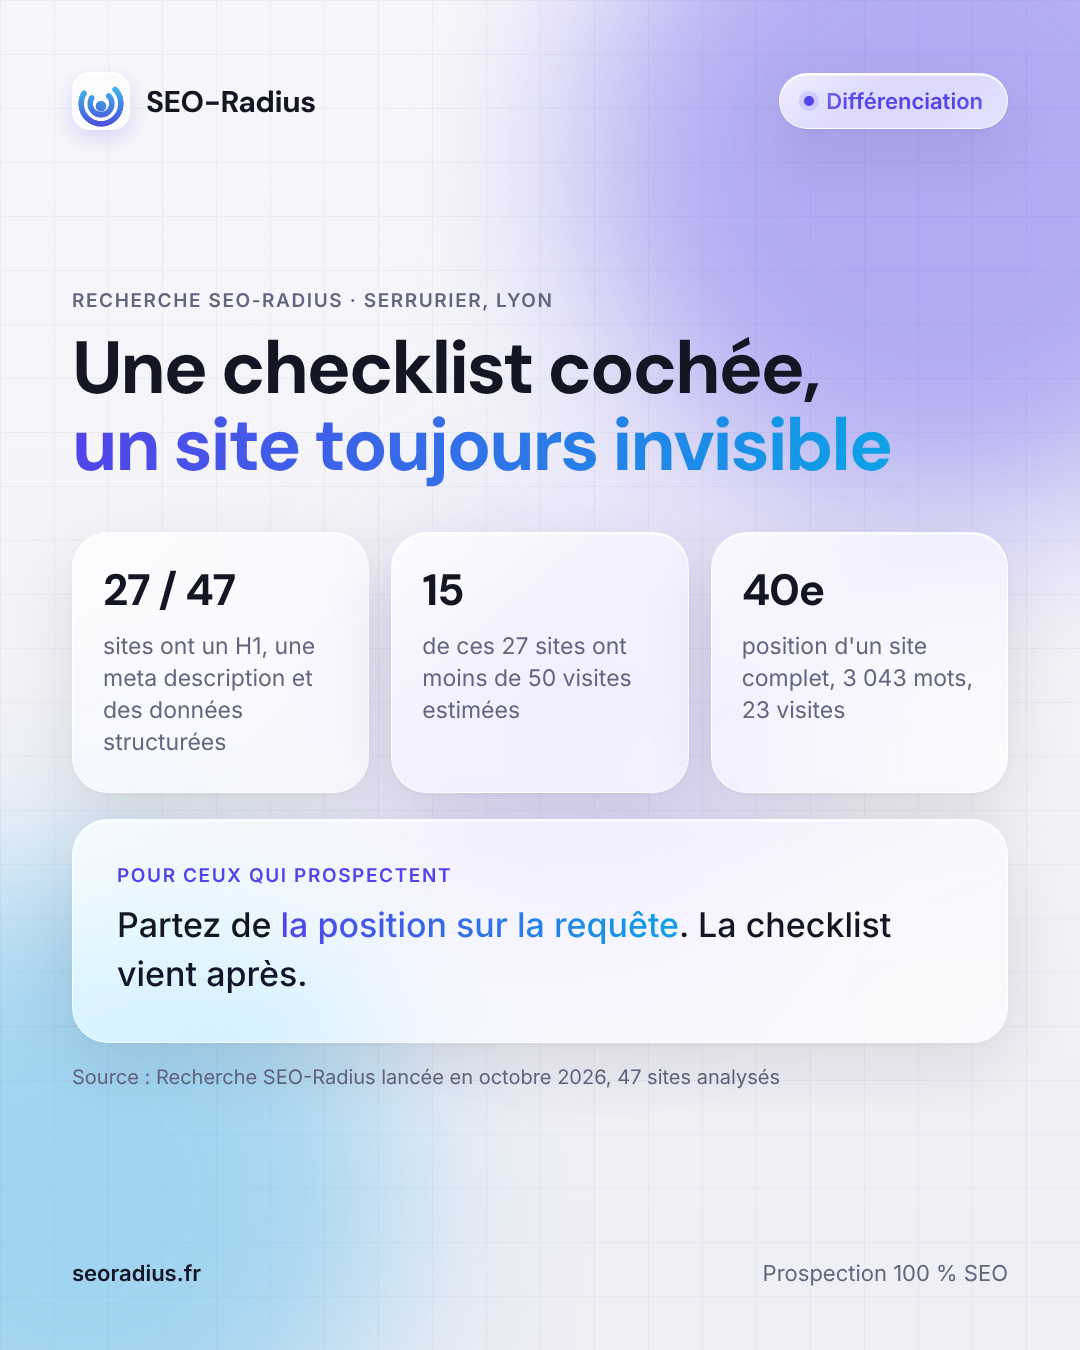 SEO-Radius
Différenciation
RECHERCHE SEO-RADIUS · SERRURIER, LYON
Une checklist cochée,
un site toujours invisible
27 / 47
sites ont un H1, une
meta description et
des données
structurées
15
de ces 27 sites ont
moins de 50 visites
estimées
40e
position d'un site
complet, 3 043 mots,
23 visites
POUR CEUX QUI PROSPECTENT
Partez de la position sur la requête. La checklist
vient après.
Source : Recherche SEO-Radius lancée en octobre 2026, 47 sites analysés
seoradius.fr
Prospection 100 % SEO